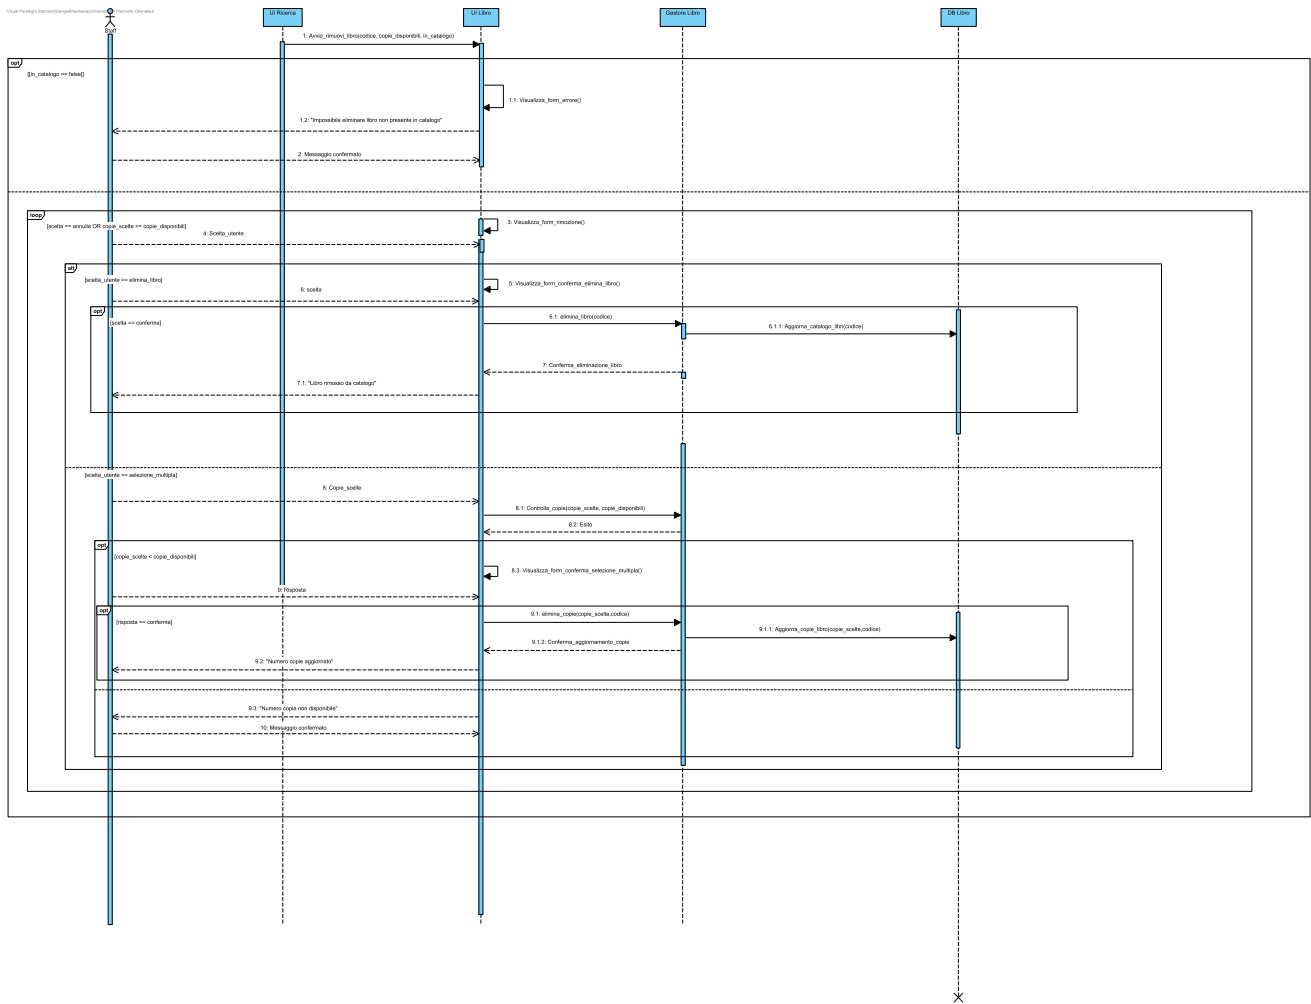 Staff
UI Ricerca
UI Libro
Gestore Libro
DB Libro
1: Avvio_rimuovi_libro(codice, copie_disponibili, in_catalogo)
opt
[[in_catalogo == false]]
1.1: Visualizza_form_errore()
1.2: "Impossibile eliminare libro non presente in catalogo"
2: Messaggio confermato
loop
[scelta == annulla OR copie_scelte >= copie_disponibili]
3: Visualizza_form_rimozione()
4: Scelta_utente
alt
[scelta_utente == elimina_libro]
5: Visualizza_form_conferma_elimina_libro()
6: scelta
opt
[scelta == conferma]
6.1: elimina_libro(codice)
6.1.1: Aggiorna_catalogo_libri(codice)
7: Conferma_eliminazione_libro
7.1: "Libro rimosso da catalogo"
[scelta_utente == selezione_multipla]
8: Copie_scelte
8.1: Controlla_copie(copie_scelte, copie_disponibili)
8.2: Esito
opt
[copie_scelte < copie_disponibili]
8.3: Visualizza_form_conferma_selezione_multipla()
9: Risposta
opt
[risposta == conferma]
9.1: elimina_copie(copie_scelte,codice)
9.1.1: Aggiorna_copie_libro(copie_scelte,codice)
9.1.2: Conferma_aggiornamento_copie
9.2: "Numero copie aggiornato"
9.3: "Numero copie non disponibile"
10: Messaggio confermato